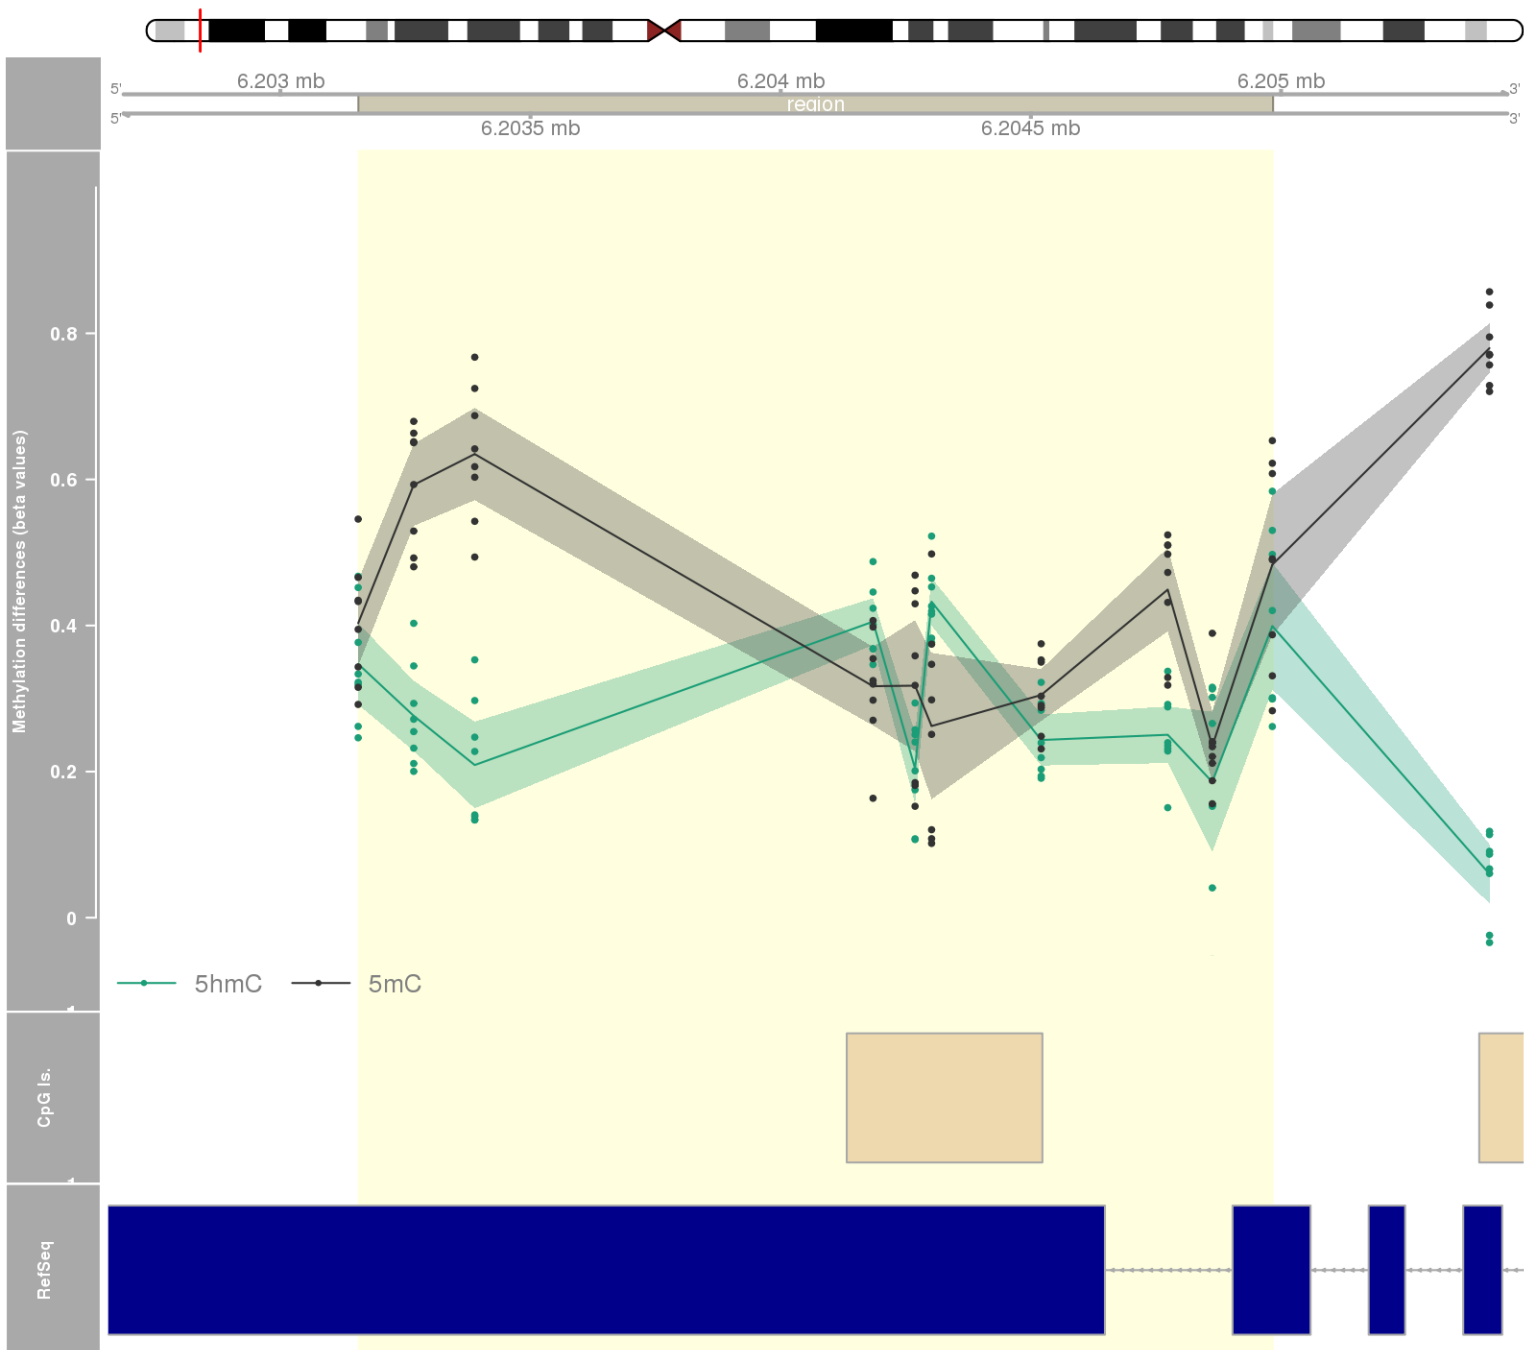 6.203 mb 6.204 mb 6.205 mb
5' 3'
region
5' 3'
6.2035 mb 6.2045 mb
Methylation differences (beta values)
0.8
0.6
0.4
0.2
0
5hmC 5mC
CpG Is.
RefSeq